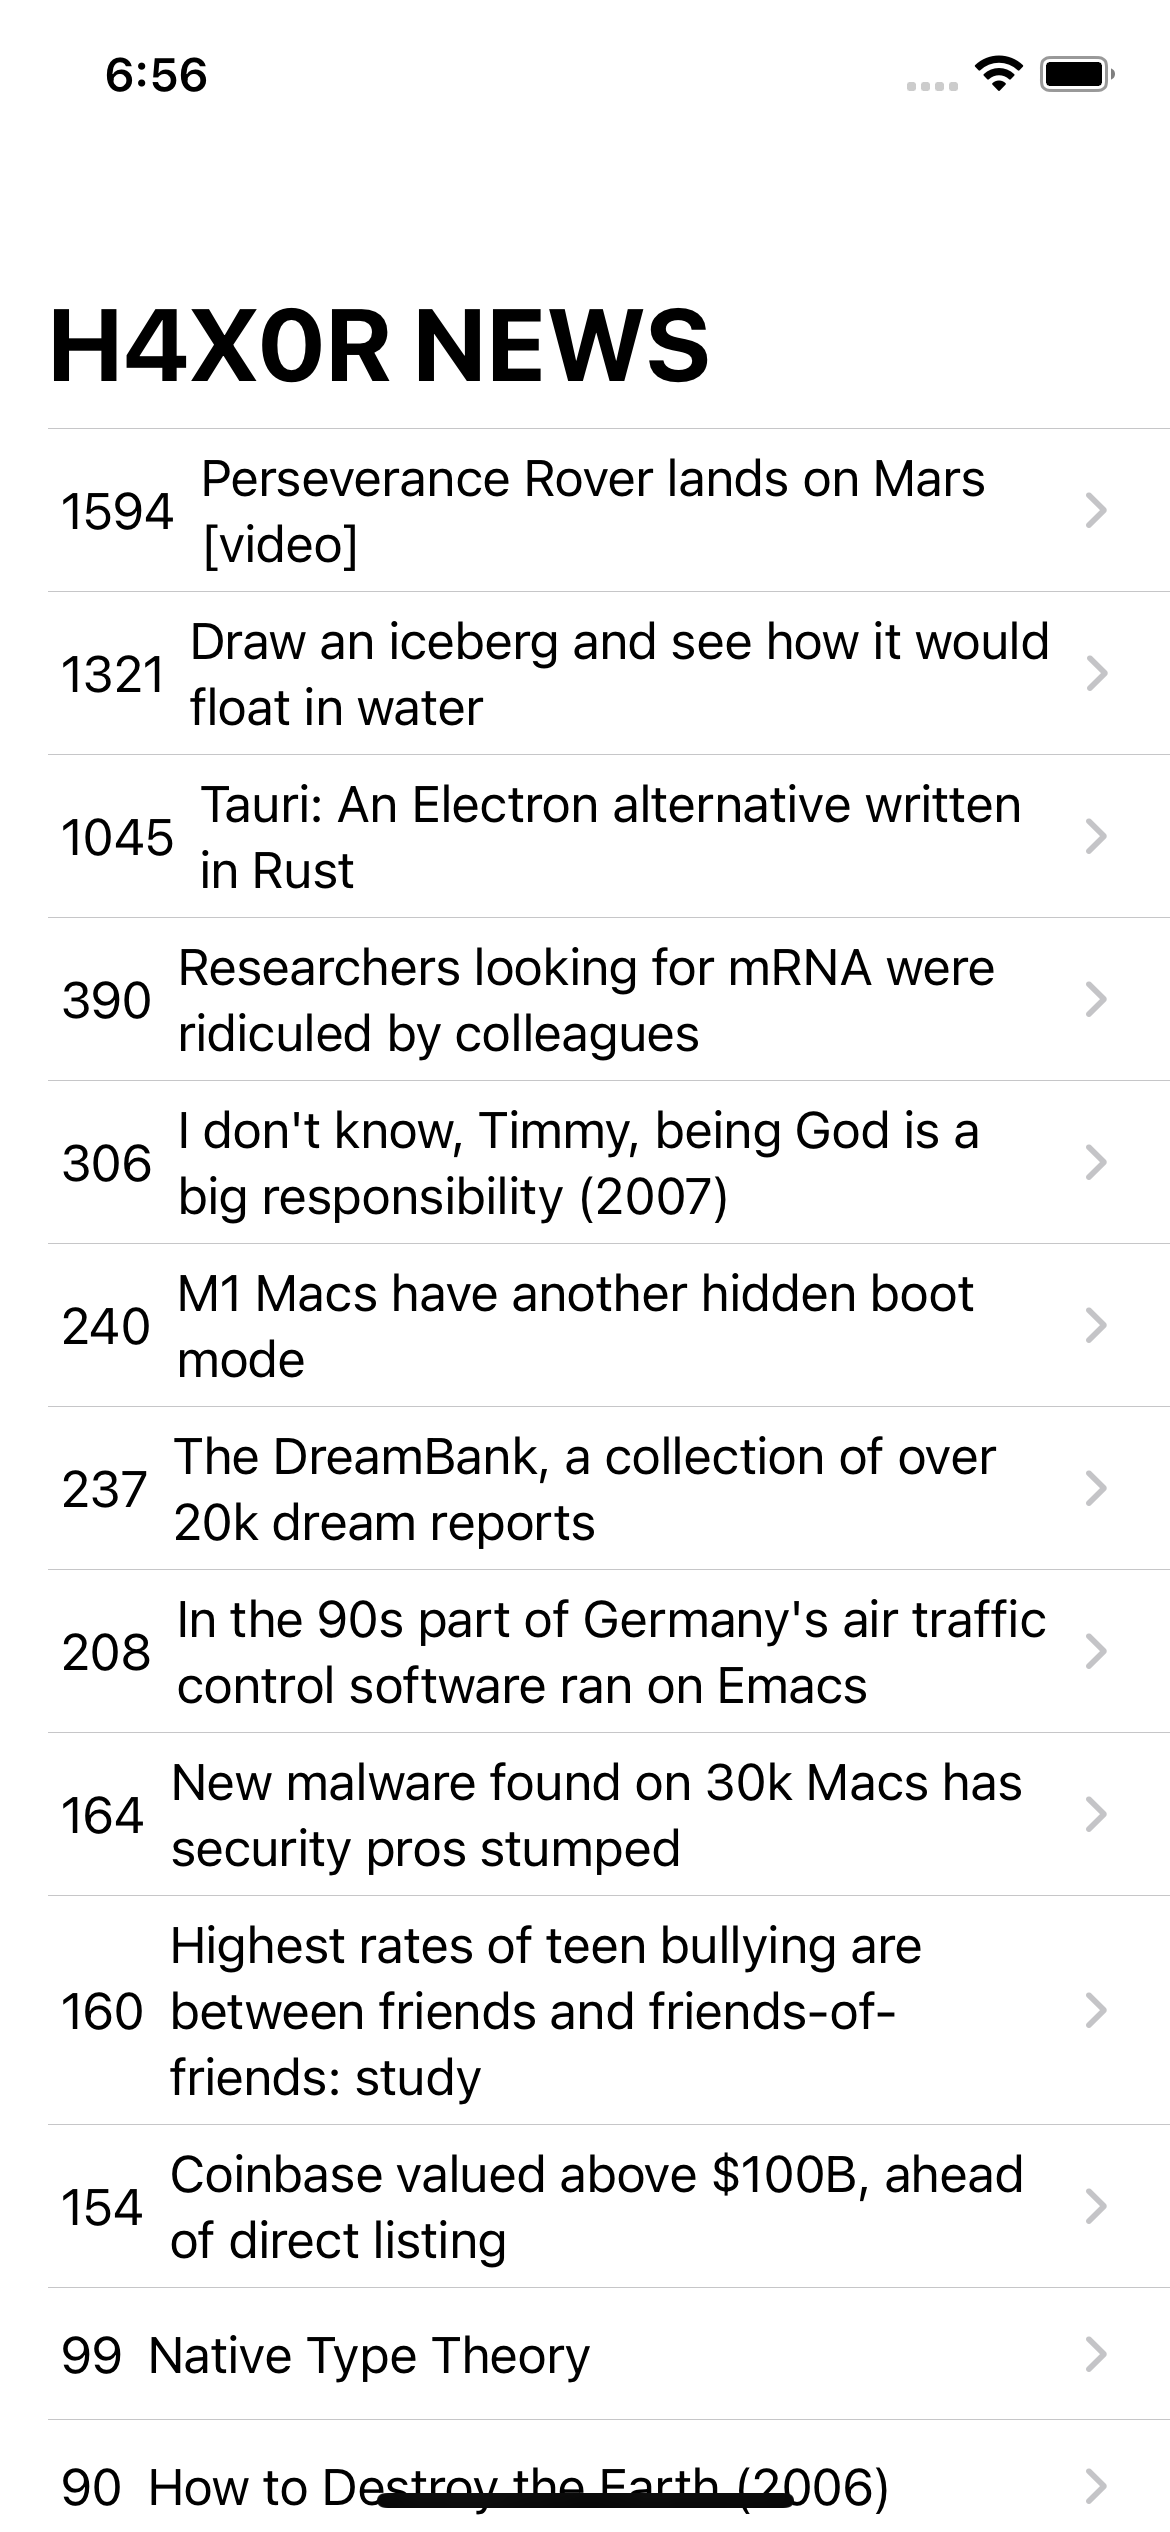 6:56
H4X0R NEWS
1594 Perseverance Rover lands on Mars
[video]
1321 Draw an iceberg and see how it would
float in water
1045 Tauri: An Electron alternative written
in Rust
390 Researchers looking for mRNA were
ridiculed by colleagues
306 I don't know, Timmy, being God is a
big responsibility (2007)
240 M1 Macs have another hidden boot
mode
237 The DreamBank, a collection of over
20k dream reports
208 In the 90s part of Germany's air traffic
control software ran on Emacs
164 New malware found on 30k Macs has
security pros stumped
Highest rates of teen bullying are
160 between friends and friends-of-
friends: study
154 Coinbase valued above $100B, ahead
of direct listing
99 Native Type Theory
90 How to Destroy the Earth (2006)